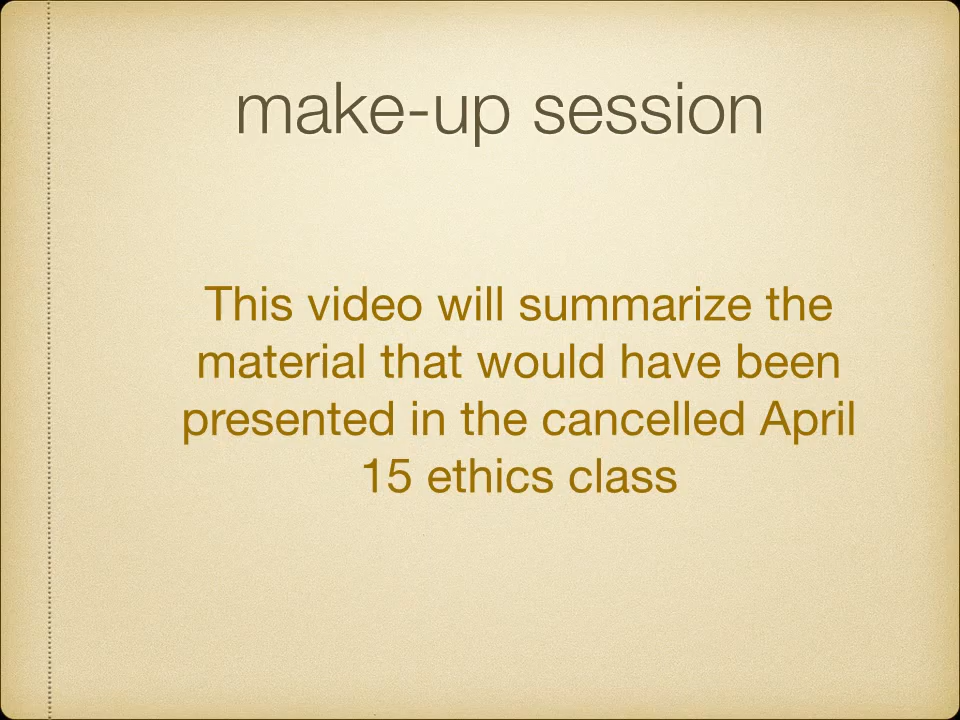 make-up session
This video will summarize the
material that would have been
presented in the cancelled April
15 ethics class